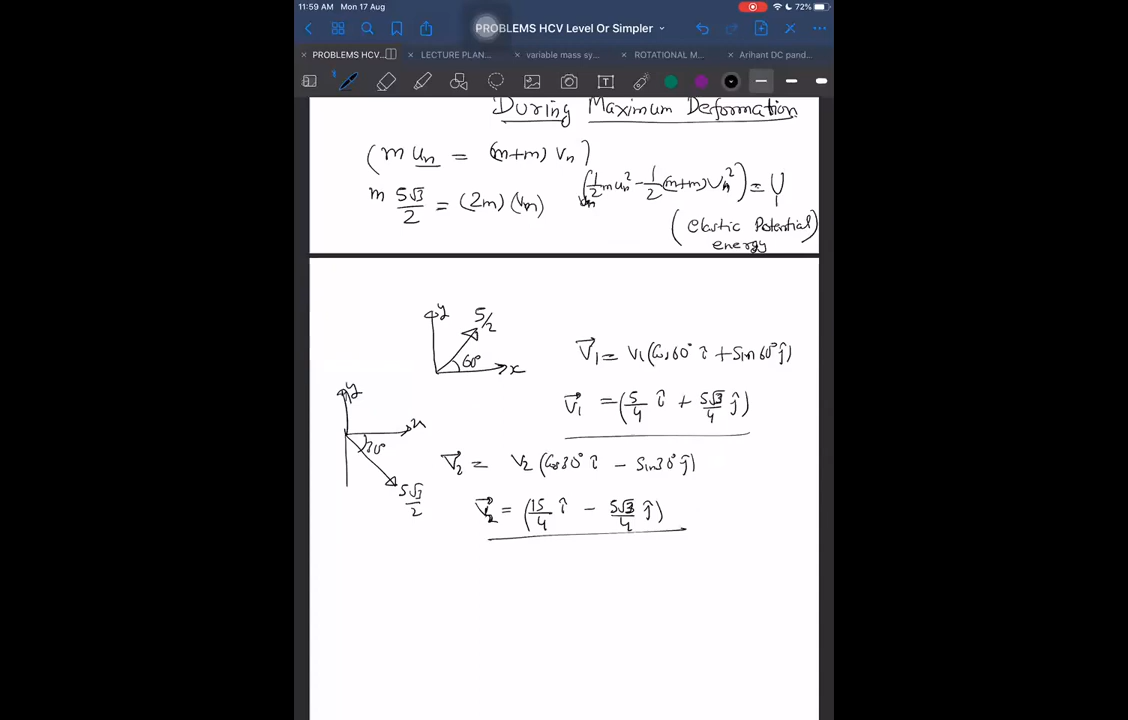 11:59 AM Mon 17 Aug
72%
PROBLEMS HCV Level Or Simpler
PROBLEMS HCV...
LECTURE PLAN...
variable mass sy...
ROTATIONAL M...
Arihant DC pand...
During Maximum Deformation
(m uₙ = (m+m) vₙ)
m 5√3/2 = (2m) (vₙ)
(1/2 muₙ² - 1/2 (m+m) Vₙ²) = U
(Elastic Potential)
energy
y
5/2
60°
x
V⃗₁ = V₁(Cos60° î + Sin60° ĵ)
V⃗₁ = (5/4 î + 5√3/4 ĵ)
y
x
30°
5√3/2
V⃗₂ = V₂ (Cos30° î - Sin30° ĵ)
V⃗₂ = (15/4 î - 5√3/4 ĵ)